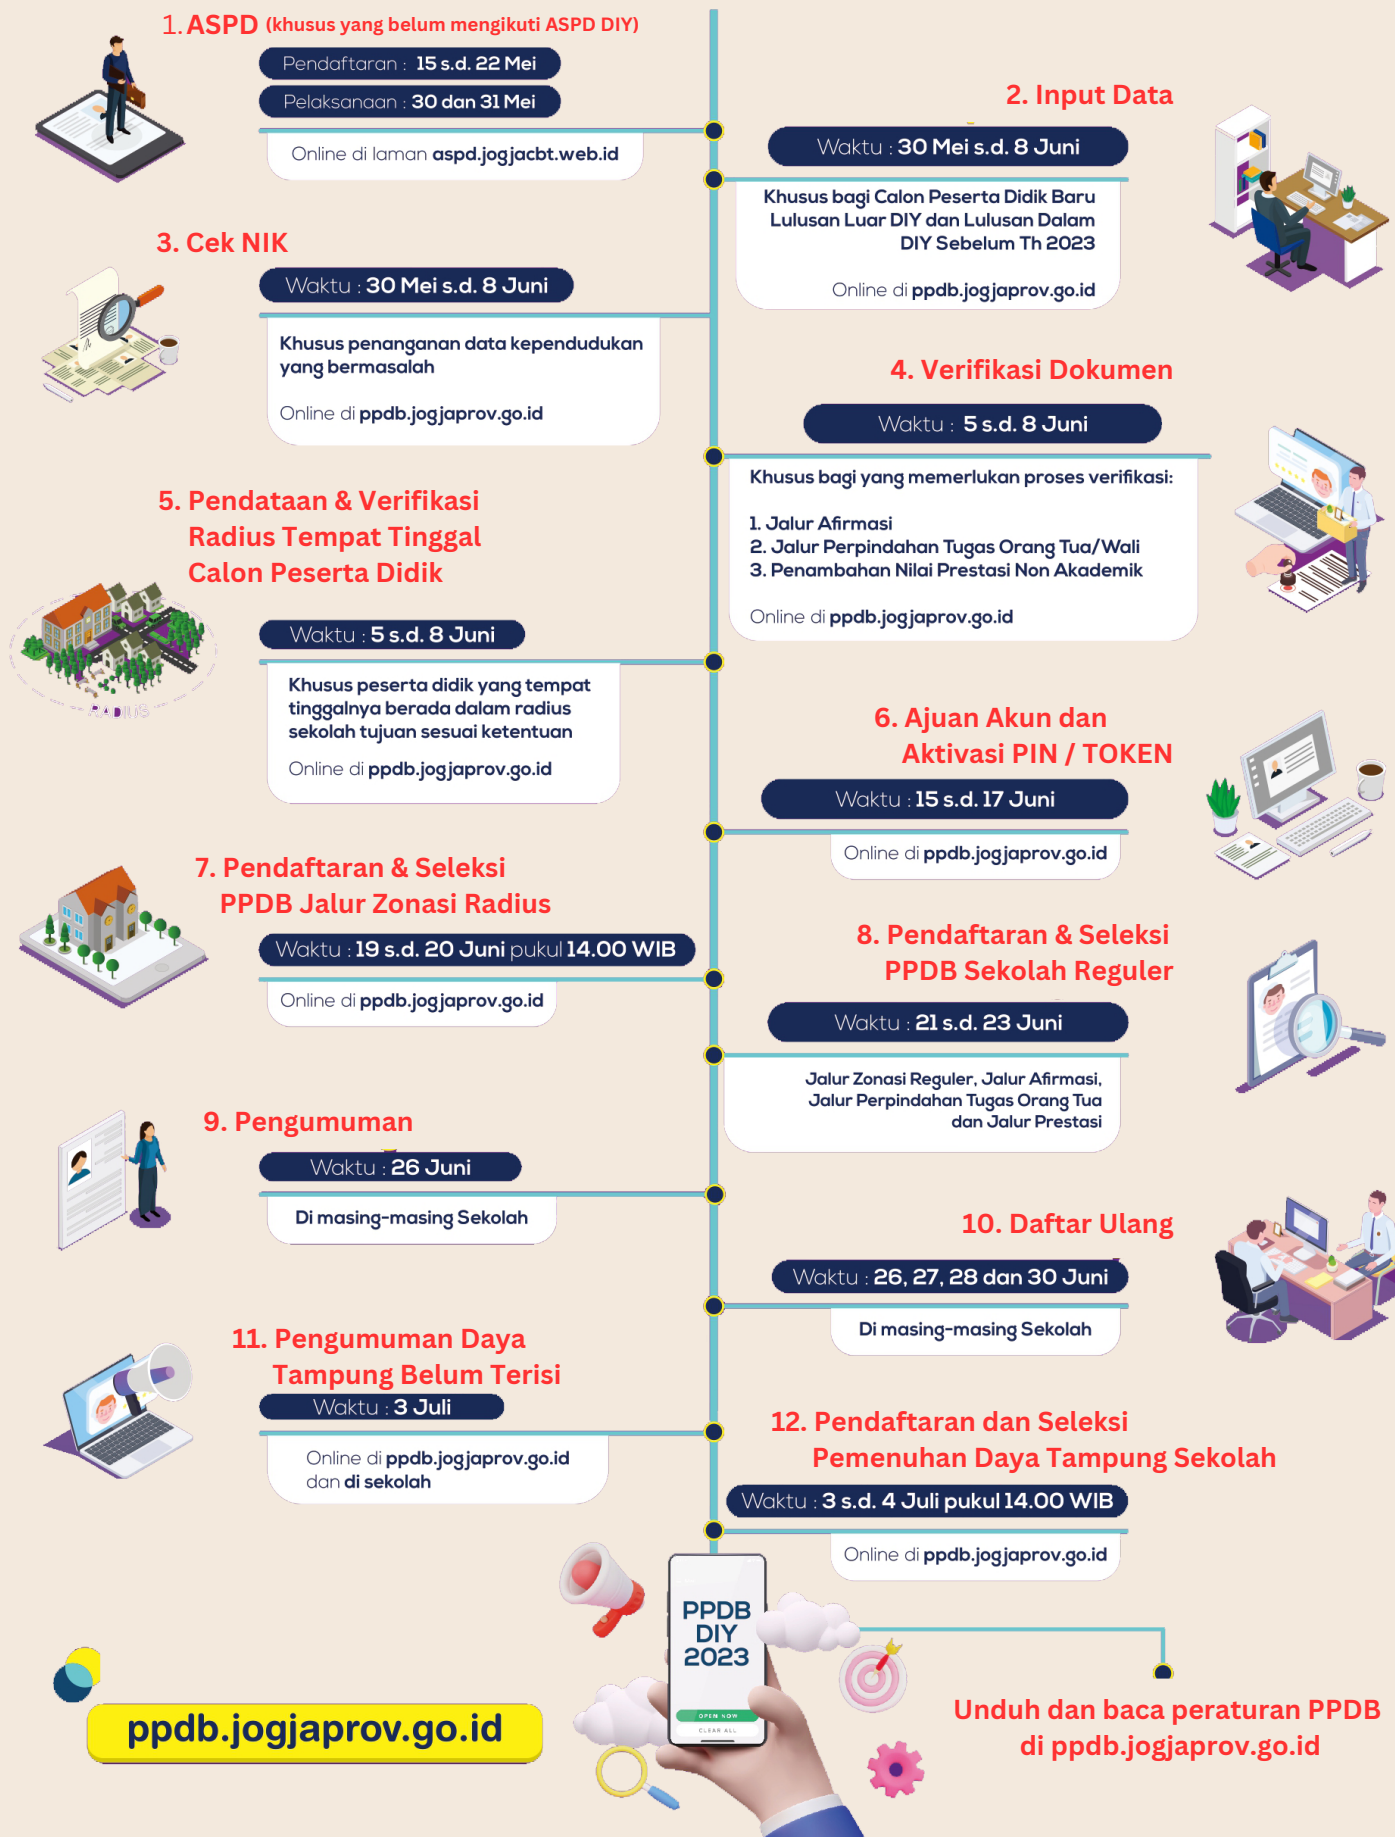 1. ASPD (khusus yang belum mengikuti ASPD DIY)
Pendaftaran : 15 s.d. 22 Mei
Pelaksanaan : 30 dan 31 Mei
Online di laman aspd.jogjacbt.web.id
2. Input Data
Waktu : 30 Mei s.d. 8 Juni
Khusus bagi Calon Peserta Didik Baru
Lulusan Luar DIY dan Lulusan Dalam
DIY Sebelum Th 2023
Online di ppdb.jogjaprov.go.id
3. Cek NIK
Waktu : 30 Mei s.d. 8 Juni
Khusus penanganan data kependudukan
yang bermasalah
Online di ppdb.jogjaprov.go.id
4. Verifikasi Dokumen
Waktu : 5 s.d. 8 Juni
Khusus bagi yang memerlukan proses verifikasi:
1. Jalur Afirmasi
2. Jalur Perpindahan Tugas Orang Tua/Wali
3. Penambahan Nilai Prestasi Non Akademik
Online di ppdb.jogjaprov.go.id
5. Pendataan & Verifikasi
Radius Tempat Tinggal
Calon Peserta Didik
RADIUS
Waktu : 5 s.d. 8 Juni
Khusus peserta didik yang tempat
tinggalnya berada dalam radius
sekolah tujuan sesuai ketentuan
Online di ppdb.jogjaprov.go.id
6. Ajuan Akun dan
Aktivasi PIN / TOKEN
Waktu : 15 s.d. 17 Juni
Online di ppdb.jogjaprov.go.id
7. Pendaftaran & Seleksi
PPDB Jalur Zonasi Radius
Waktu : 19 s.d. 20 Juni pukul 14.00 WIB
Online di ppdb.jogjaprov.go.id
8. Pendaftaran & Seleksi
PPDB Sekolah Reguler
Waktu : 21 s.d. 23 Juni
Jalur Zonasi Reguler, Jalur Afirmasi,
Jalur Perpindahan Tugas Orang Tua
dan Jalur Prestasi
9. Pengumuman
Waktu : 26 Juni
Di masing-masing Sekolah
10. Daftar Ulang
Waktu : 26, 27, 28 dan 30 Juni
Di masing-masing Sekolah
11. Pengumuman Daya
Tampung Belum Terisi
Waktu : 3 Juli
Online di ppdb.jogjaprov.go.id
dan di sekolah
12. Pendaftaran dan Seleksi
Pemenuhan Daya Tampung Sekolah
Waktu : 3 s.d. 4 Juli pukul 14.00 WIB
Online di ppdb.jogjaprov.go.id
PPDB
DIY
2023
OPEN NOW
CLEAR ALL
ppdb.jogjaprov.go.id
Unduh dan baca peraturan PPDB
di ppdb.jogjaprov.go.id